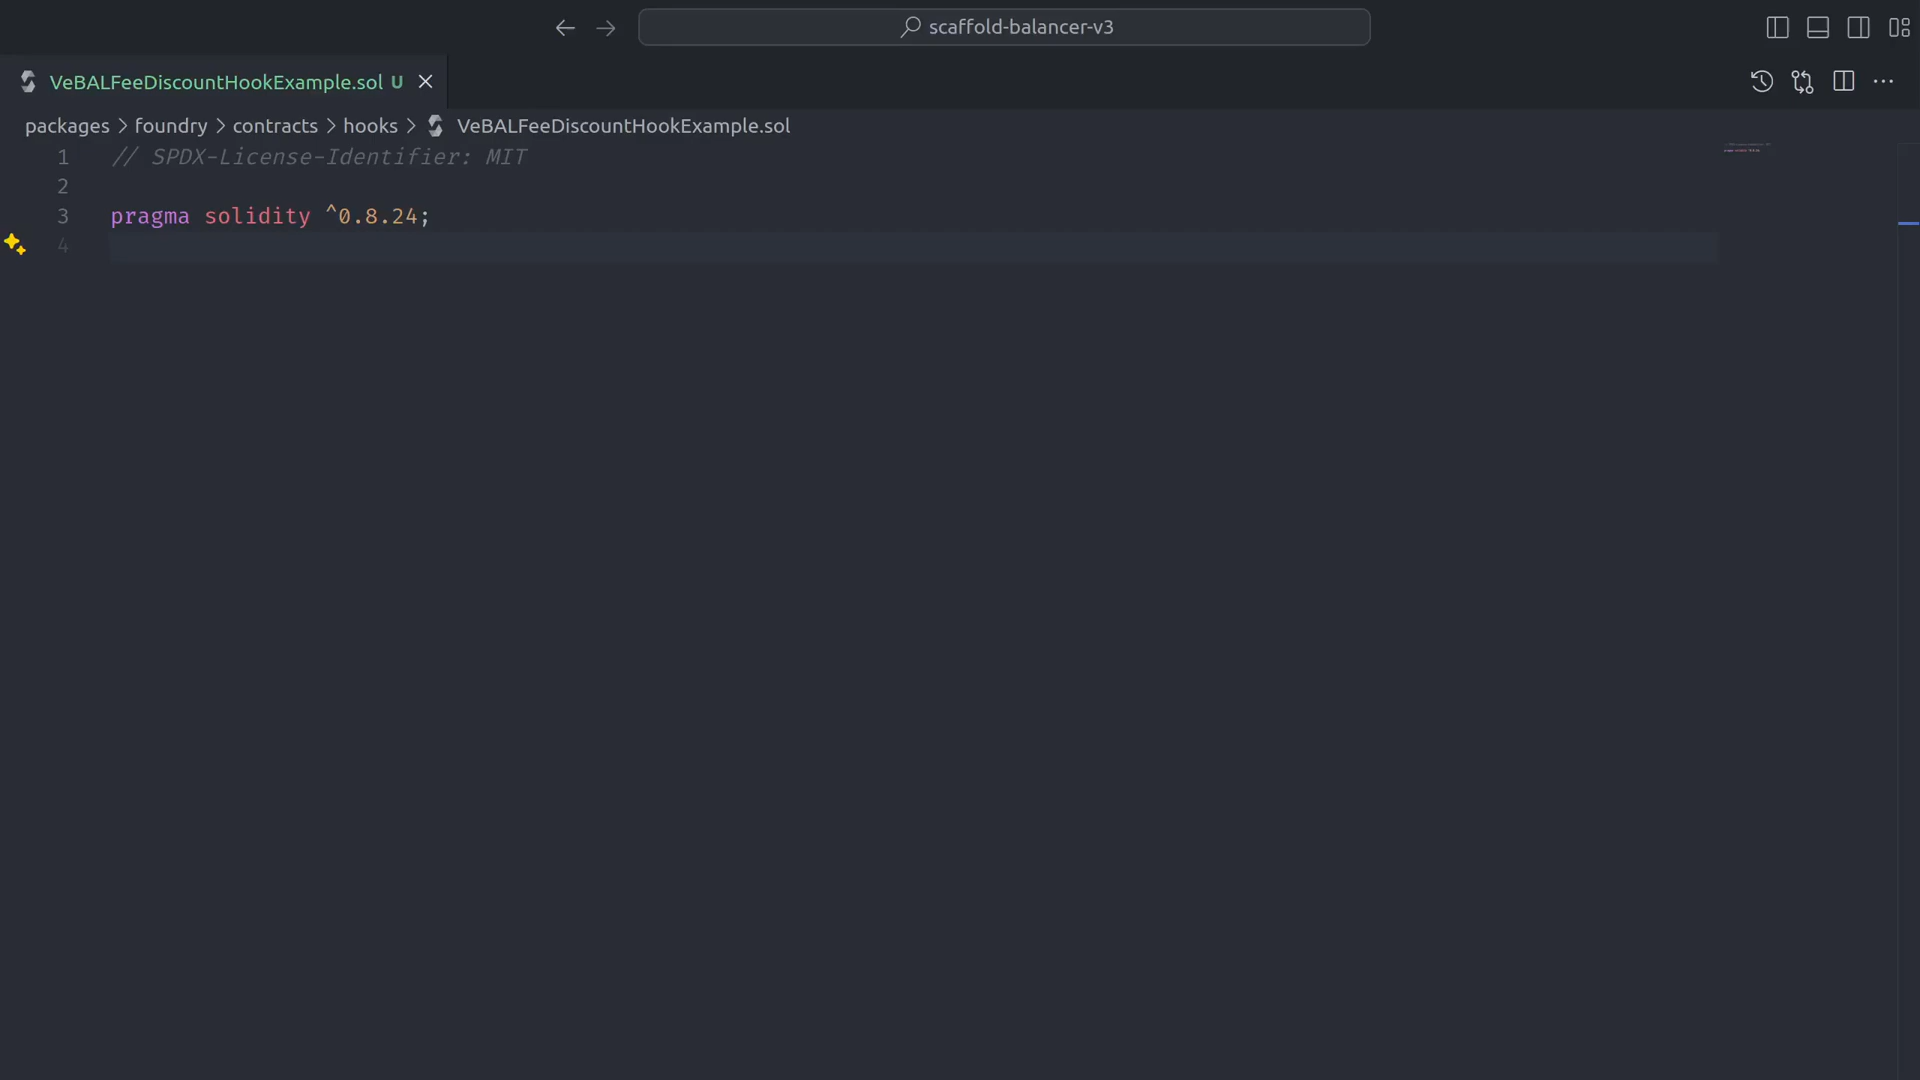 scaffold-balancer-v3
VeBALFeeDiscountHookExample.sol U
packages > foundry > contracts > hooks > VeBALFeeDiscountHookExample.sol
1 // SPDX-License-Identifier: MIT
2
3 pragma solidity ^0.8.24;
4